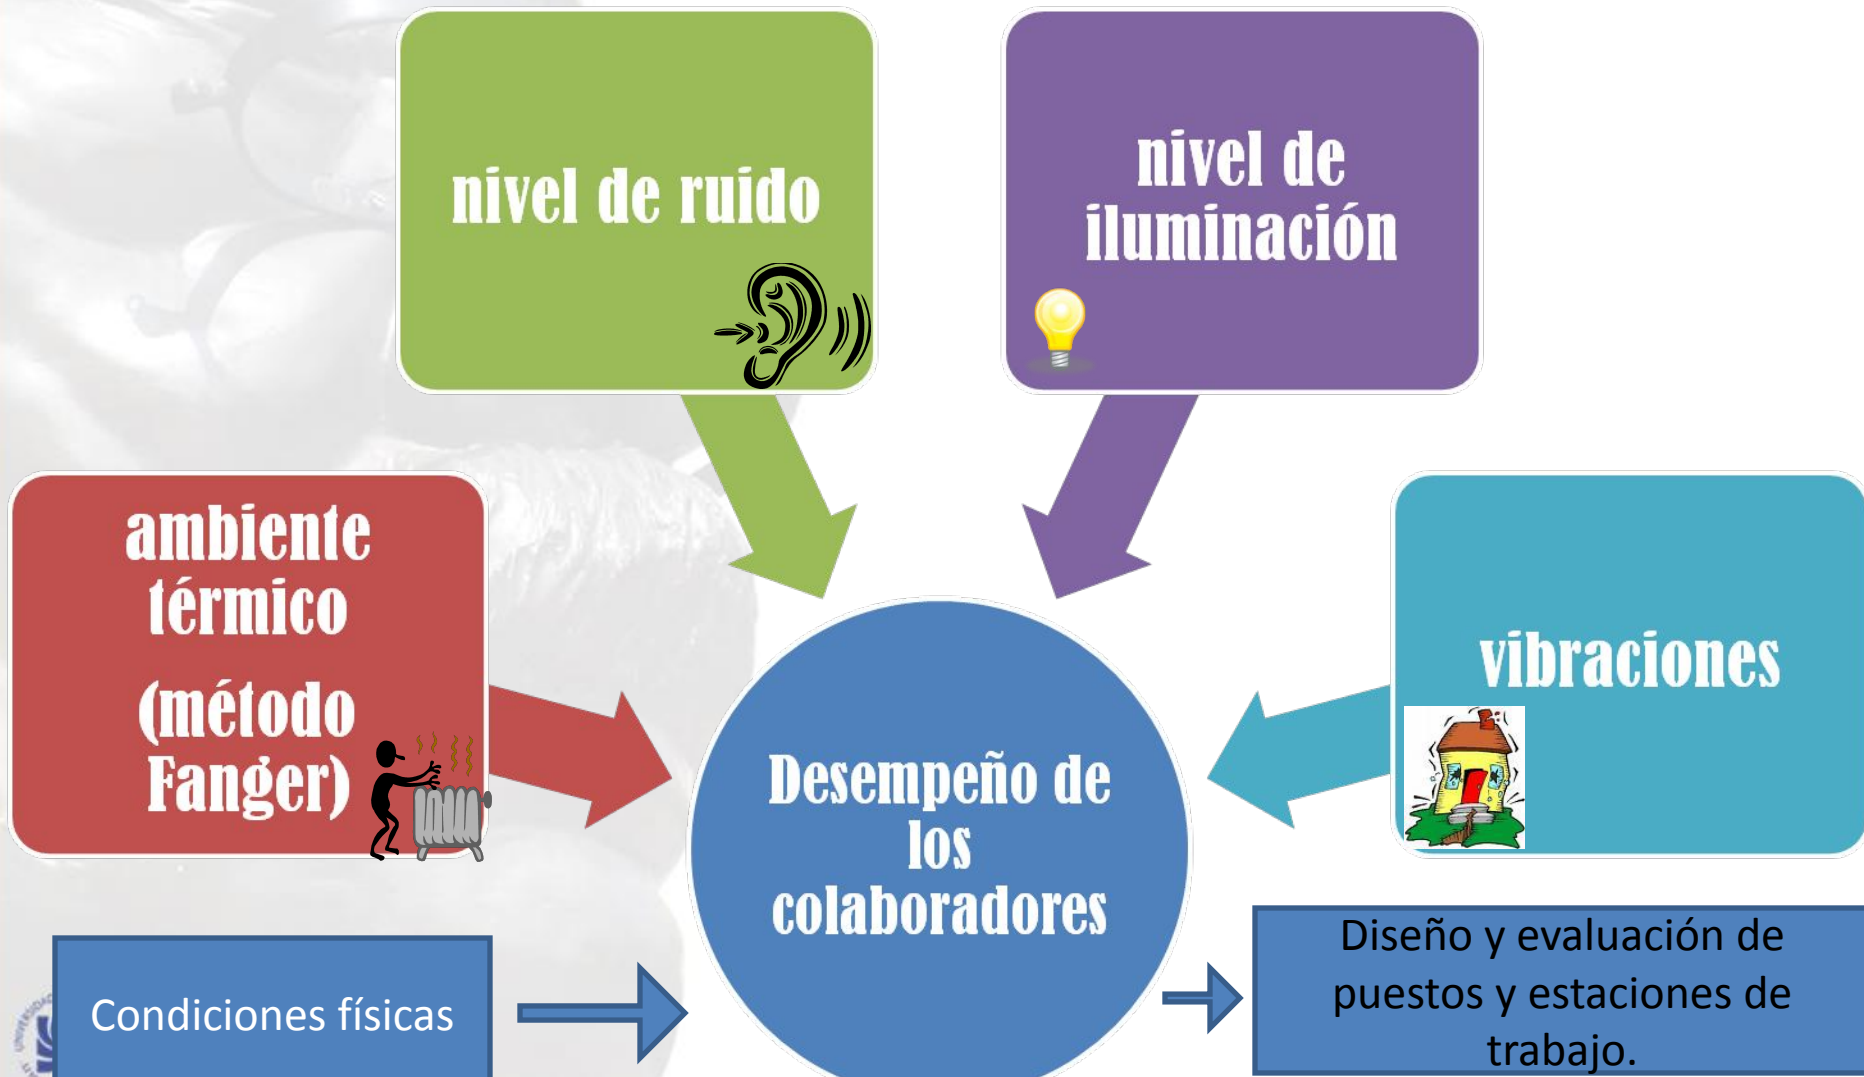 nivel de ruido
nivel de
iluminación
ambiente
térmico
(método
Fanger)
vibraciones
Desempeño de
los
colaboradores
Condiciones físicas
Diseño y evaluación de
puestos y estaciones de
trabajo.